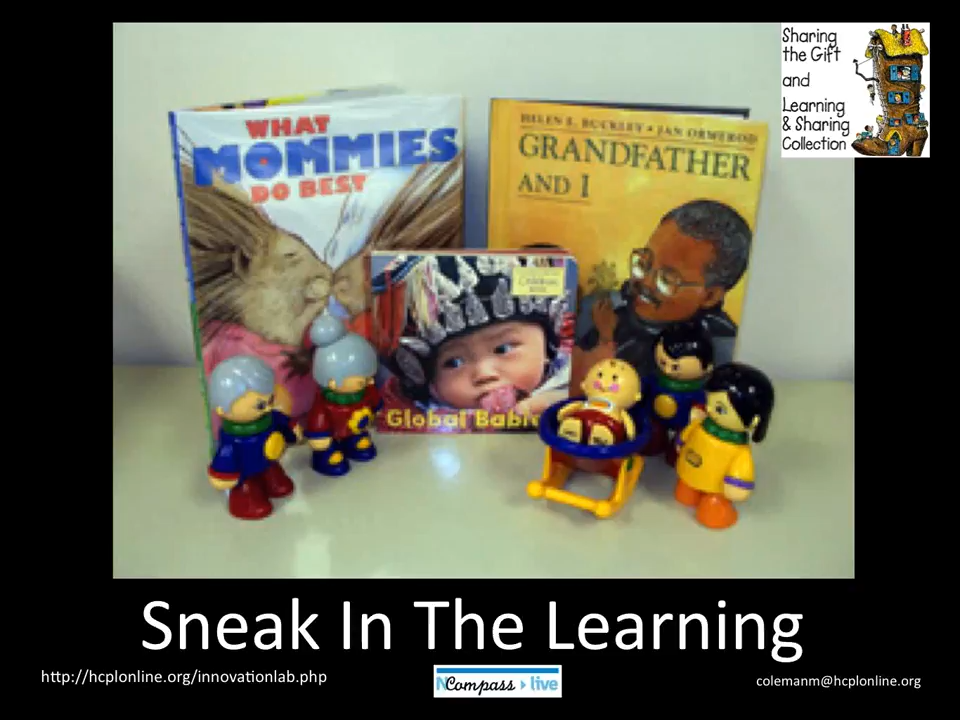 Sharing
the Gift
and
Learning
& Sharing
Collection
WHAT
MOMMIES
DO BEST
HELEN E. BUCKLEY • JAN ORMEROD
GRANDFATHER
AND I
Global Babies
Sneak In The Learning
http://hcplonline.org/innovationlab.php
NCompass live
colemanm@hcplonline.org